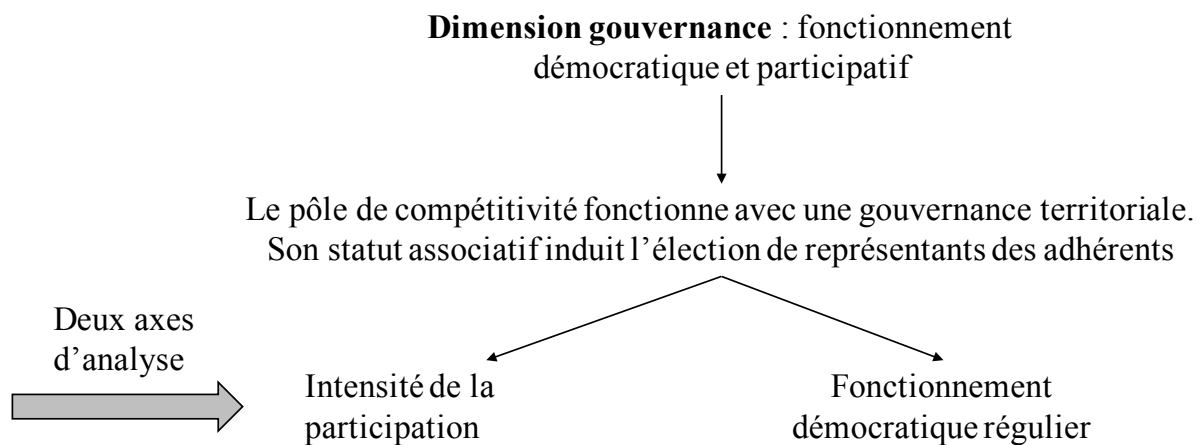 Dimension gouvernance : fonctionnement
démocratique et participatif
Le pôle de compétitivité fonctionne avec une gouvernance territoriale.
Son statut associatif induit l’élection de représentants des adhérents
Deux axes
d’analyse
Intensité de la
participation
Fonctionnement
démocratique régulier